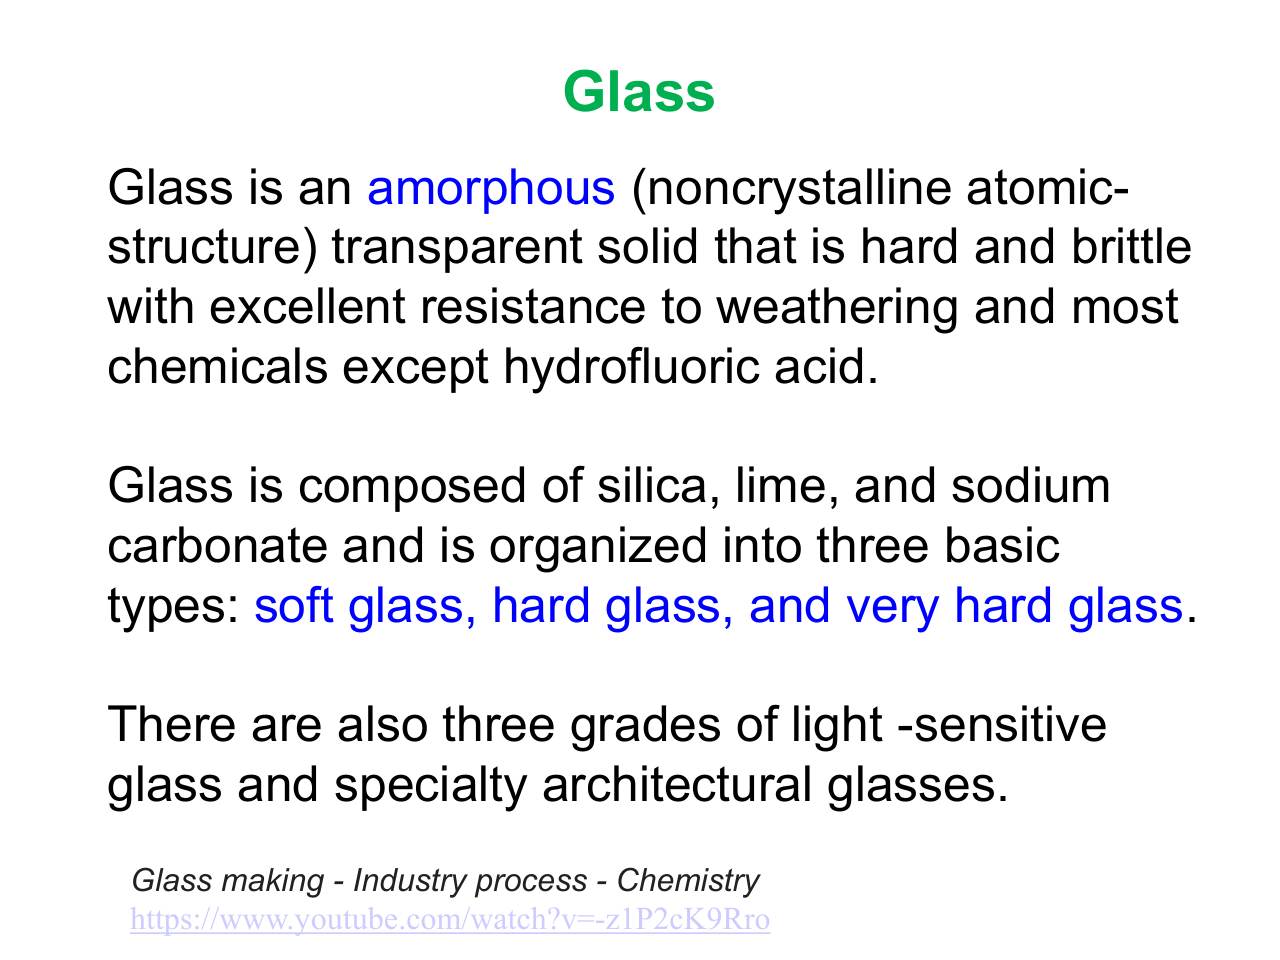 Glass
Glass is an amorphous (noncrystalline atomic-
structure) transparent solid that is hard and brittle
with excellent resistance to weathering and most
chemicals except hydrofluoric acid.
Glass is composed of silica, lime, and sodium
carbonate and is organized into three basic
types: soft glass, hard glass, and very hard glass.
There are also three grades of light -sensitive
glass and specialty architectural glasses.
Glass making - Industry process - Chemistry
https://www.youtube.com/watch?v=-z1P2cK9Rro